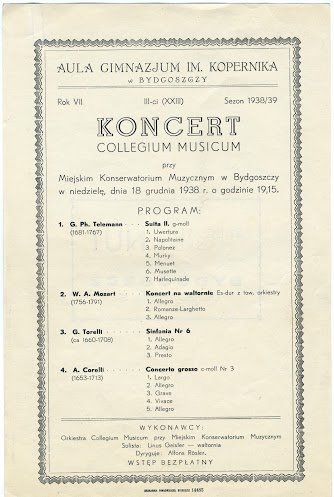 AULA GIMNAZJUM IM. KOPERNIKA
w BYDGOSZCZY
Rok VII. III-ci (XXIII) Sezon 1938/39
KONCERT
COLLEGIUM MUSICUM
przy
Miejskim Konserwatorium Muzycznym w Bydgoszczy
w niedzielę, dnia 18 grudnia 1938 r. o godzinie 19,15.
PROGRAM:
1. G. Ph. Telemann Suita II. g-moll
(1681-1767) 1. Uwertura
2. Napolitaine
3. Polonez
4. Murky
5. Menuet
6. Musette
7. Harlequinade
2. W. A. Mozart Koncert na waltornie Es-dur z tow. orkiestry
(1756-1791) 1. Allegro
2. Romanze-Larghetto
3. Allegro
3. G. Torelli Sinfonia Nr 6
(ca 1660-1708) 1. Allegro
2. Adagio
3. Presto
4. A. Corelli Concerto grosso c-moll Nr 3
(1653-1713) 1. Largo
2. Allegro
3. Grave
4. Vivace
5. Allegro
WYKONAWCY:
Orkiestra Collegium Musicum przy Miejskim Konserwatorium Muzycznym
Solista: Linus Geisler — waltornia
Dyryguje: Alfons Rösler.
WSTĘP BEZPŁATNY